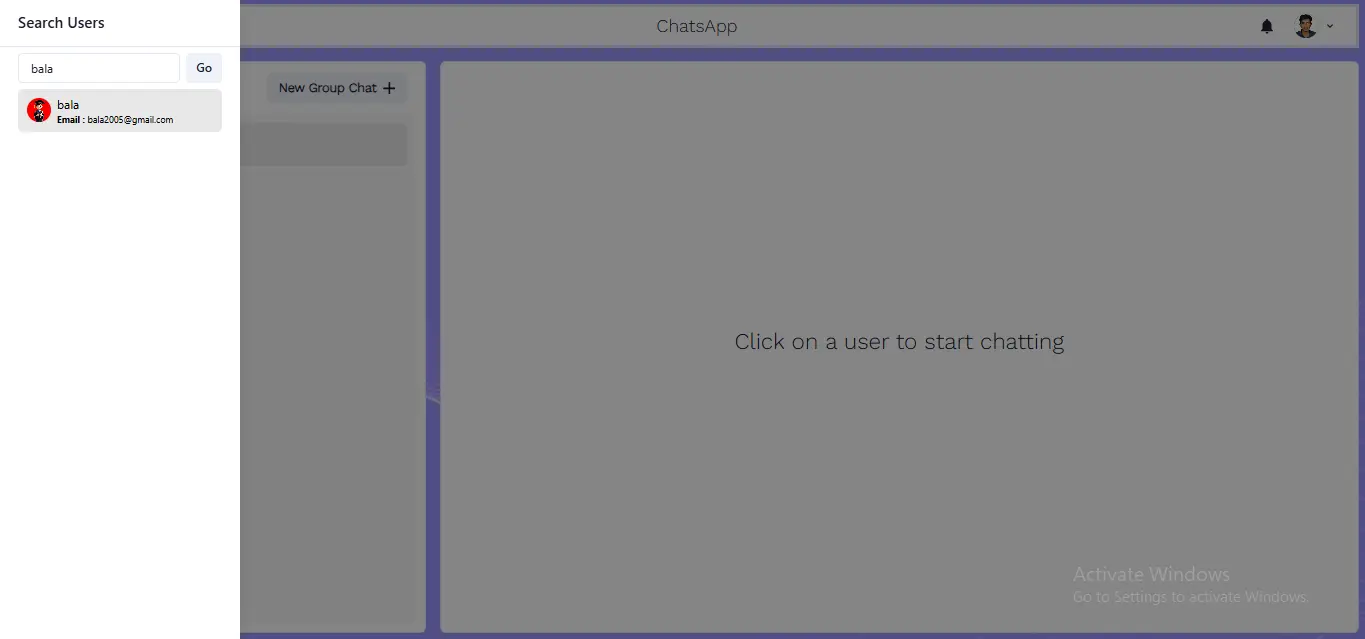 Search Users
bala
Go
bala
Email : bala2005@gmail.com
ChatsApp
New Group Chat
Click on a user to start chatting
Activate Windows
Go to Settings to activate Windows.